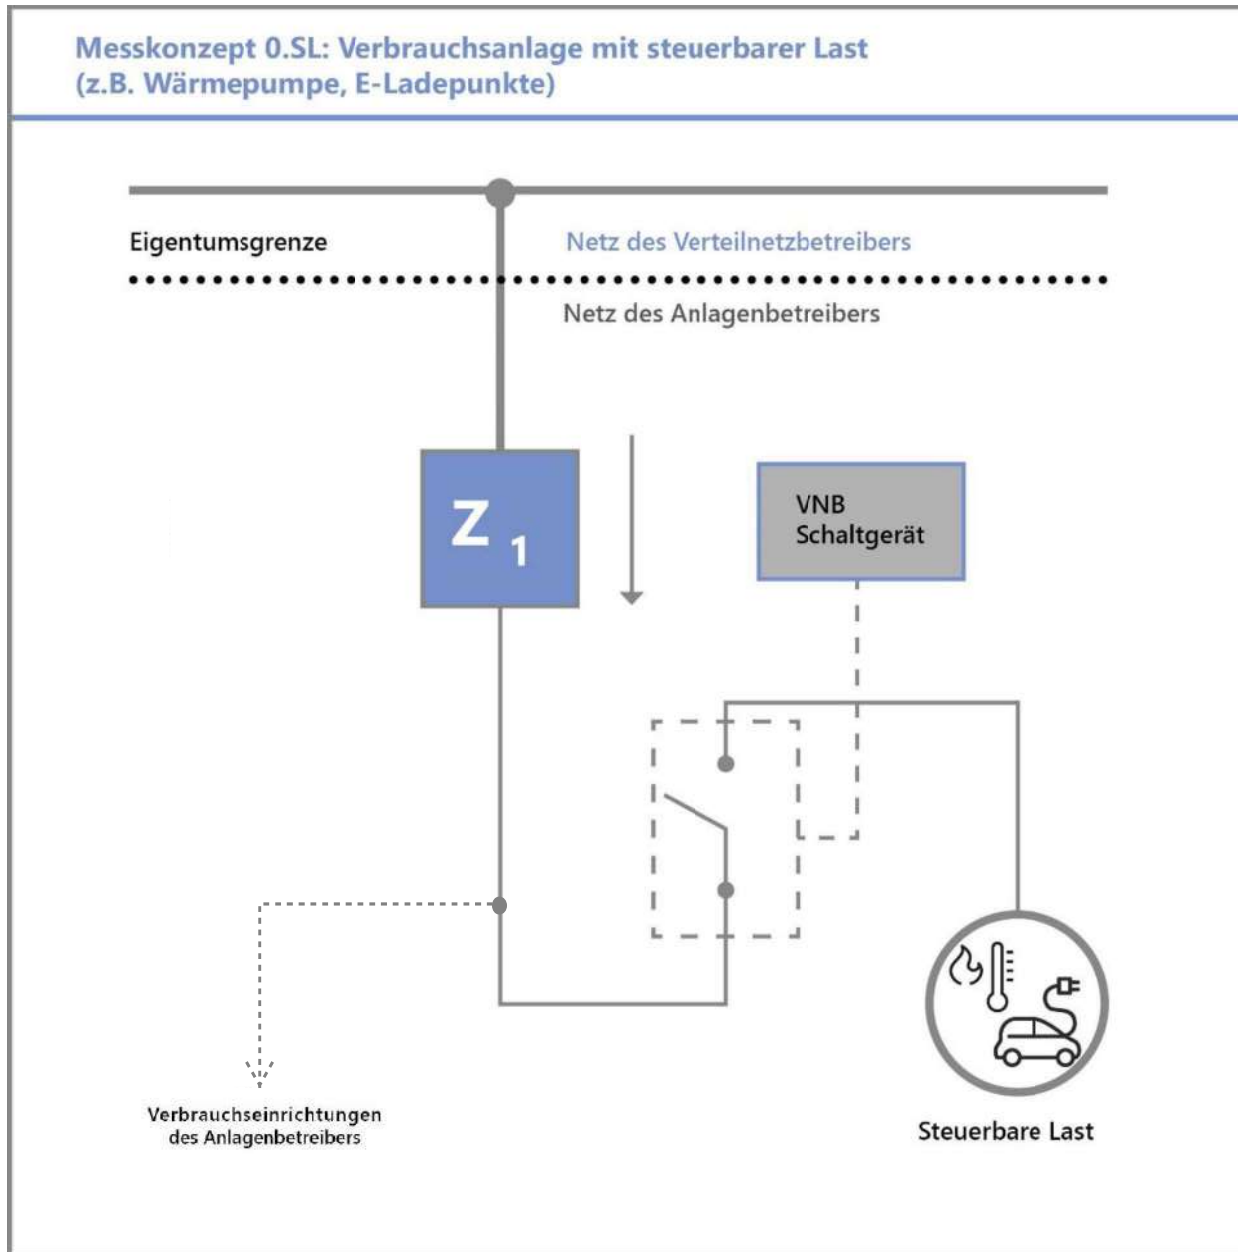 Messkonzept 0.SL: Verbrauchsanlage mit steuerbarer Last
(z.B. Wärmepumpe, E-Ladepunkte)
Eigentumsgrenze
Netz des Verteilnetzbetreibers
Netz des Anlagenbetreibers
Z 1
VNB
Schaltgerät
Verbrauchseinrichtungen
des Anlagenbetreibers
Steuerbare Last